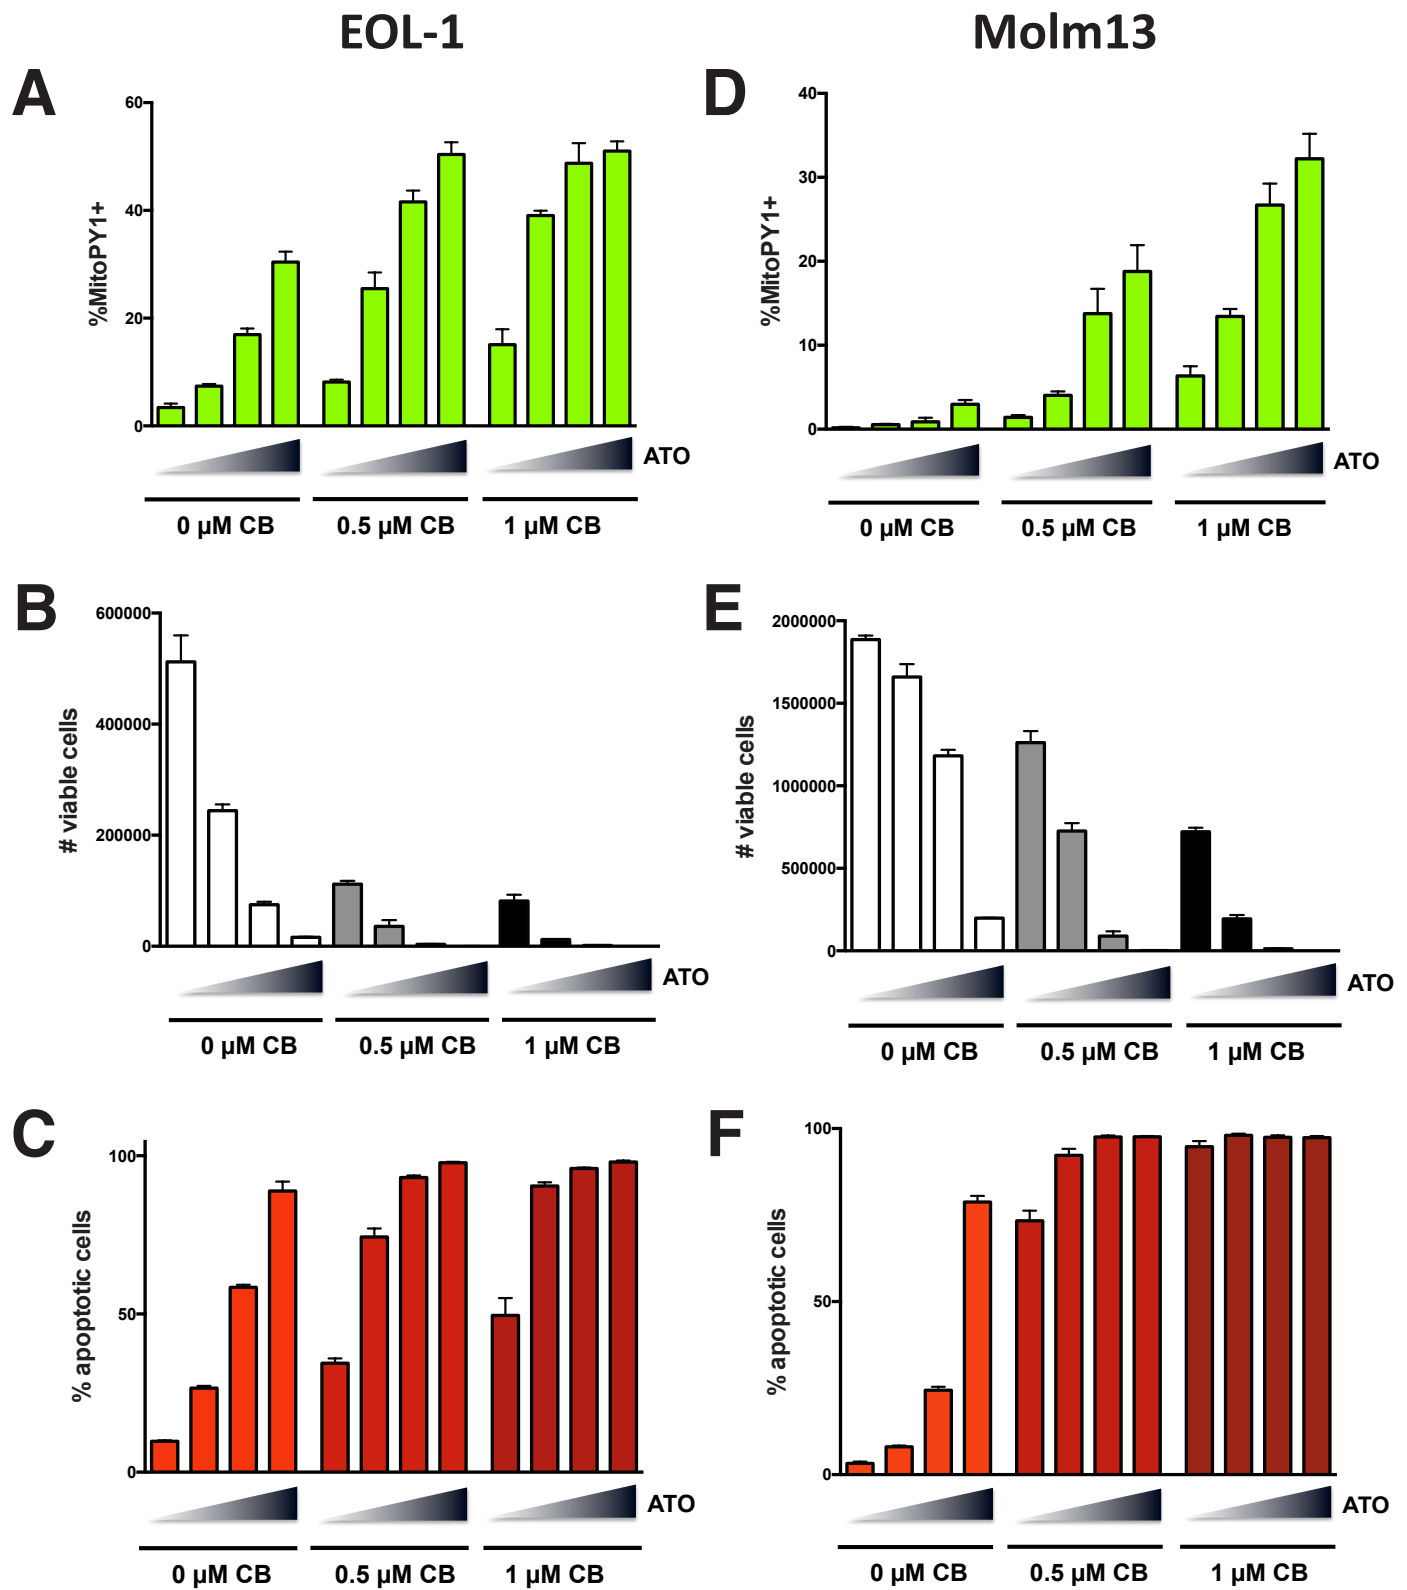 EOL-1
Molm13
A
%MitoPY1+
60
40
20
0
ATO
0 µM CB
0.5 µM CB
1 µM CB
D
%MitoPY1+
40
30
20
10
0
ATO
0 µM CB
0.5 µM CB
1 µM CB
B
# viable cells
600000
400000
200000
0
ATO
0 µM CB
0.5 µM CB
1 µM CB
E
# viable cells
2000000
1500000
1000000
500000
0
ATO
0 µM CB
0.5 µM CB
1 µM CB
C
% apoptotic cells
100
50
0
ATO
0 µM CB
0.5 µM CB
1 µM CB
F
% apoptotic cells
100
50
0
ATO
0 µM CB
0.5 µM CB
1 µM CB